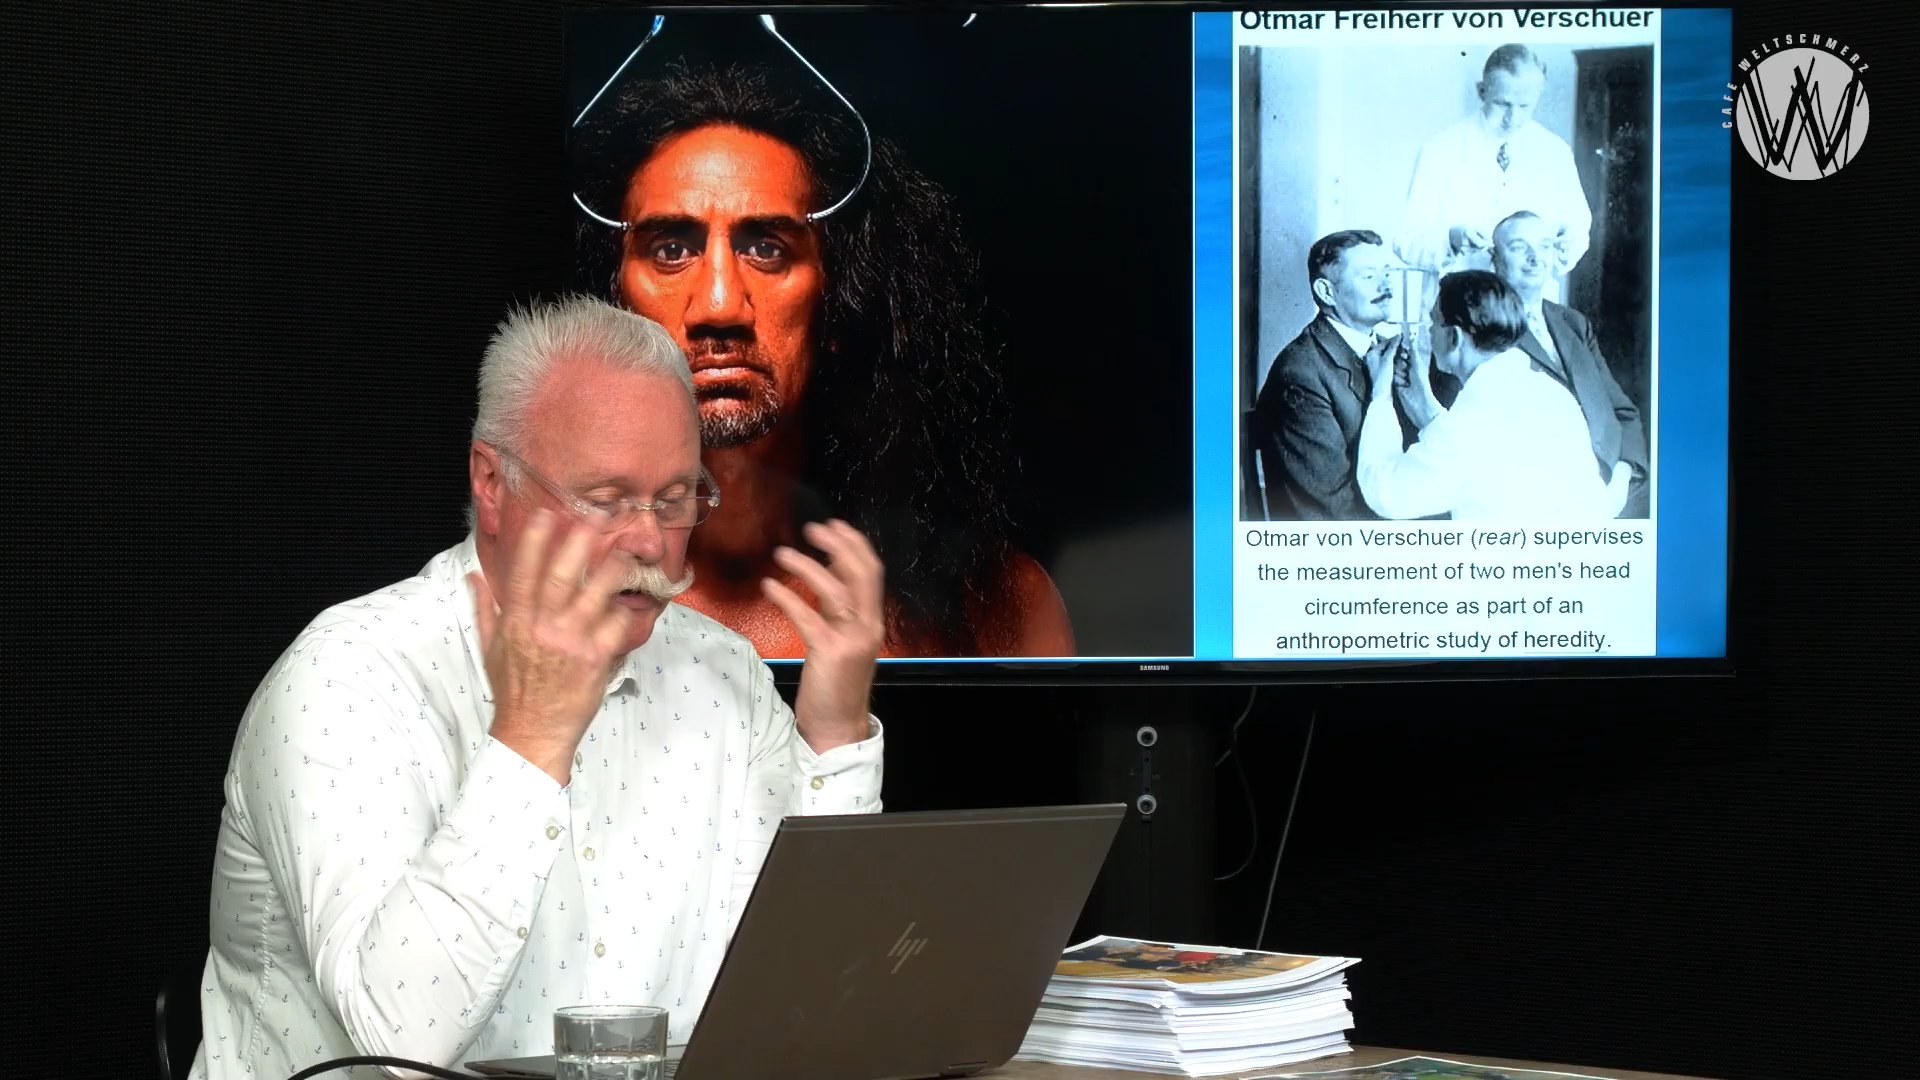 Otmar Freiherr von Verschuer
CAFE WELTSCHMERZ
W
Otmar von Verschuer (rear) supervises
the measurement of two men's head
circumference as part of an
anthropometric study of heredity.
SAMSUNG
hp